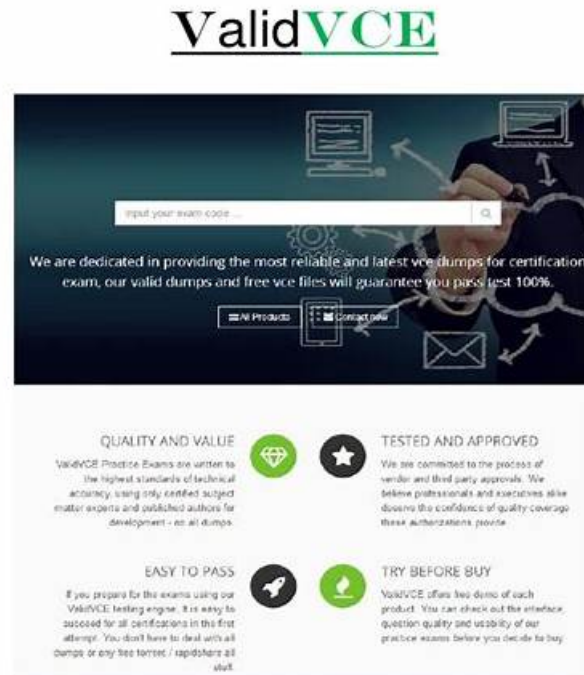 ValidVCE
Input your exam code ...
We are dedicated in providing the most reliable and latest vce dumps for certification
exam, our valid dumps and free vce files will guarantee you pass test 100%.
All Products
Contact now
QUALITY AND VALUE
ValidVCE Practice Exams are written to
the highest standards of technical
accuracy, using only certified subject
matter experts and published authors for
development - no all dumps.
TESTED AND APPROVED
We are committed to the process of
vendor and third party approvals. We
believe professionals and executives alike
deserve the confidence of quality coverage
these authorizations provide.
EASY TO PASS
If you prepare for the exams using our
ValidVCE testing engine, It is easy to
succeed for all certifications in the first
attempt. You don't have to deal with all
dumps or any free torrent / rapidshare all
stuff.
TRY BEFORE BUY
ValidVCE offers free demo of each
product. You can check out the interface,
question quality and usability of our
practice exams before you decide to buy.